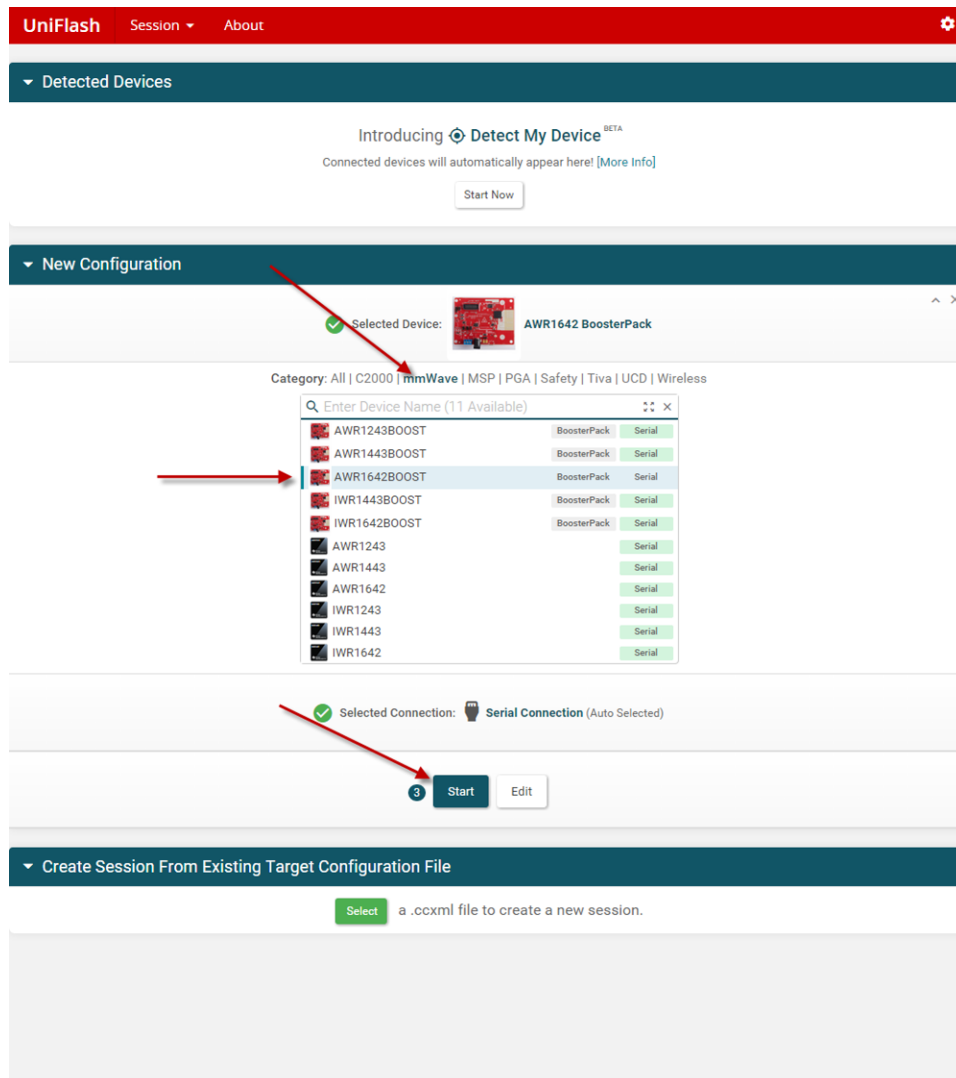 UniFlash Session About
Detected Devices
Introducing Detect My Device BETA
Connected devices will automatically appear here! [More Info]
Start Now
New Configuration
Selected Device: AWR1642 BoosterPack
Category: All | C2000 | mmWave | MSP | PGA | Safety | Tiva | UCD | Wireless
Enter Device Name (11 Available)
AWR1243BOOST BoosterPack Serial
AWR1443BOOST BoosterPack Serial
AWR1642BOOST BoosterPack Serial
IWR1443BOOST BoosterPack Serial
IWR1642BOOST BoosterPack Serial
AWR1243 Serial
AWR1443 Serial
AWR1642 Serial
IWR1243 Serial
IWR1443 Serial
IWR1642 Serial
Selected Connection: Serial Connection (Auto Selected)
3 Start Edit
Create Session From Existing Target Configuration File
Select a .ccxml file to create a new session.